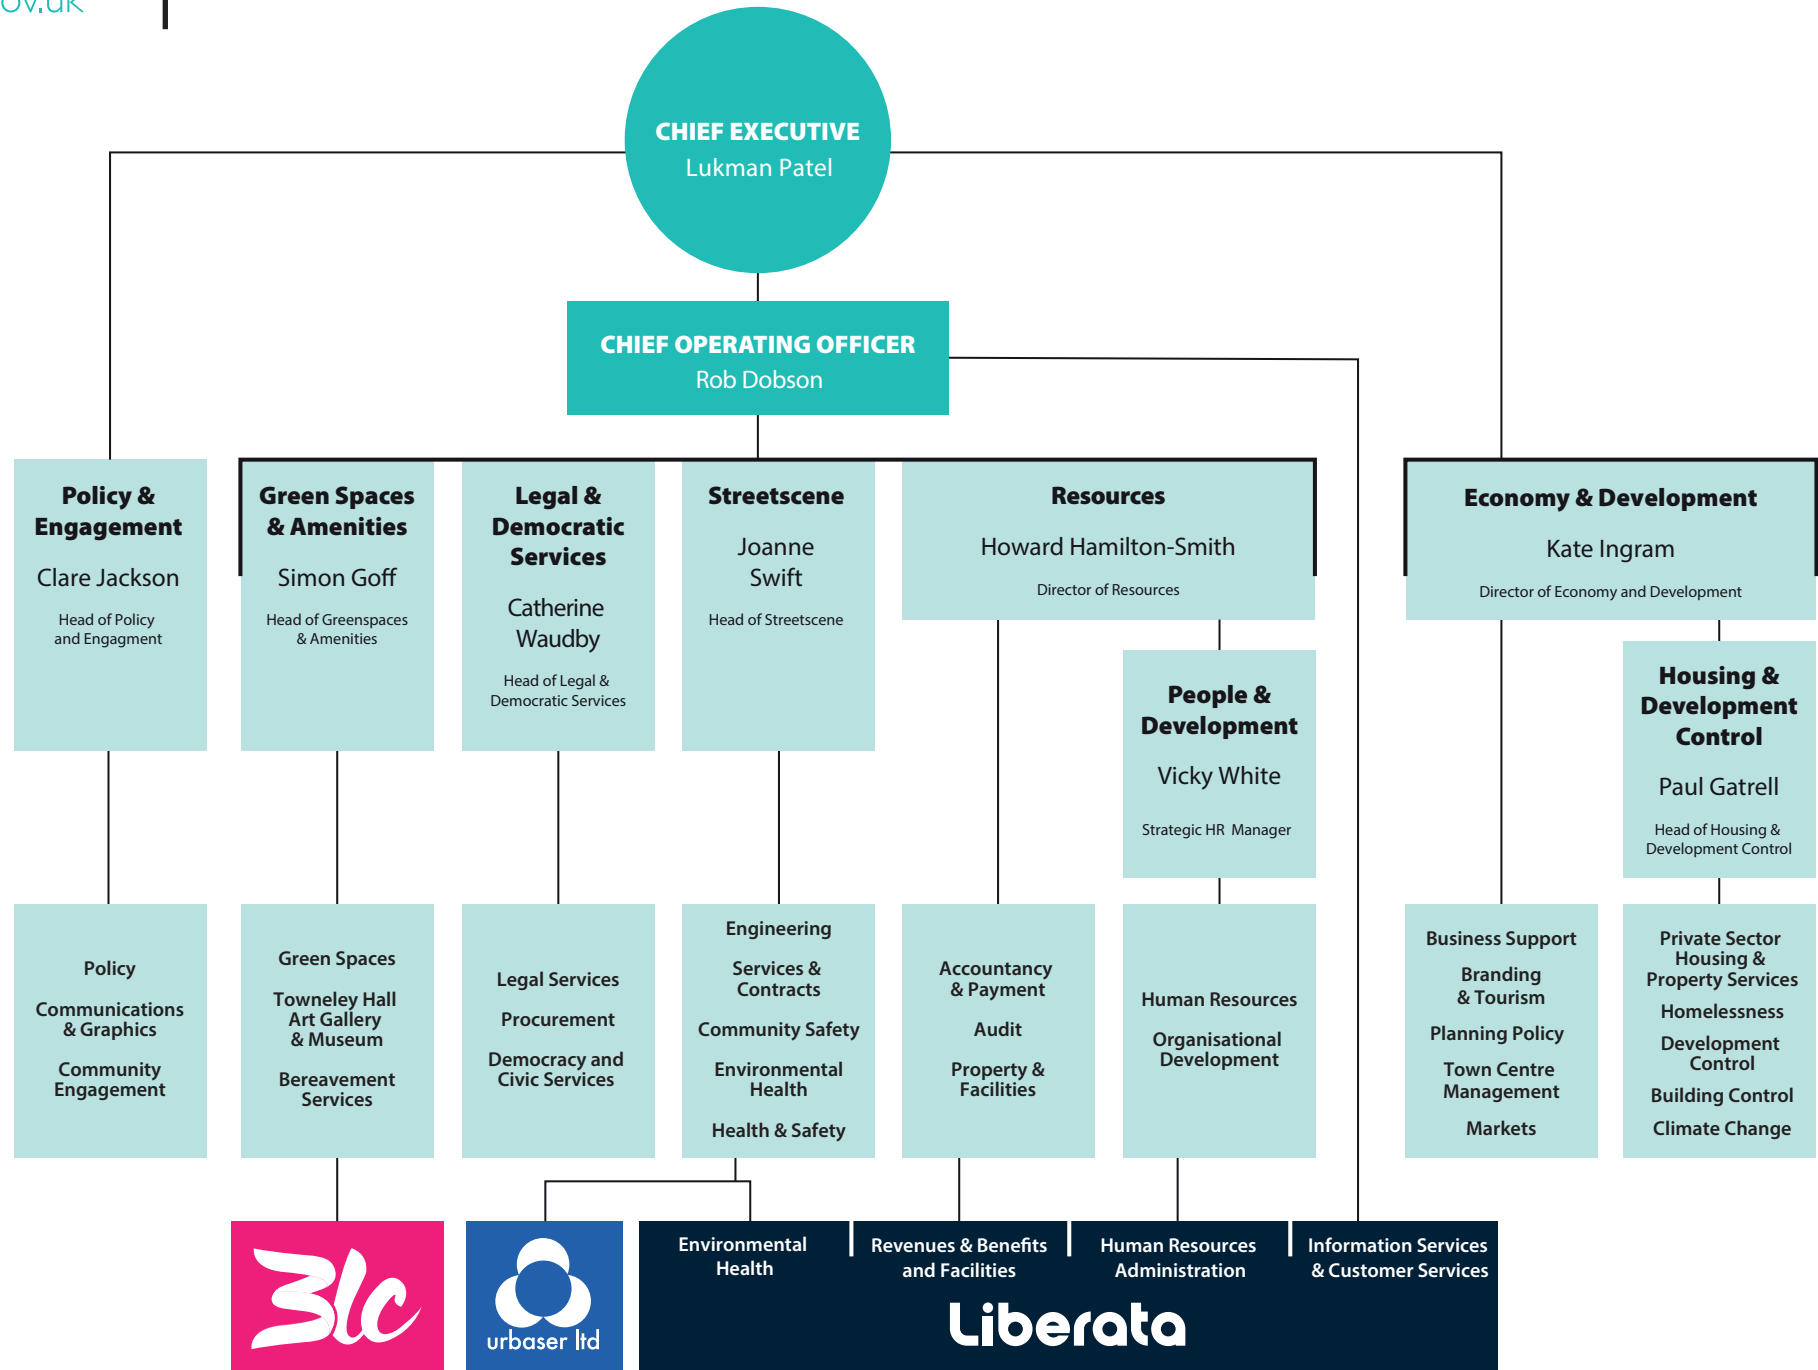 ov.uk
CHIEF EXECUTIVE
Lukman Patel
CHIEF OPERATING OFFICER
Rob Dobson
Policy &
Engagement
Clare Jackson
Head of Policy
and Engagment
Green Spaces
& Amenities
Simon Goff
Head of Greenspaces
& Amenities
Legal &
Democratic
Services
Catherine
Waudby
Head of Legal &
Democratic Services
Streetscene
Joanne
Swift
Head of Streetscene
Resources
Howard Hamilton-Smith
Director of Resources
Economy & Development
Kate Ingram
Director of Economy and Development
People &
Development
Vicky White
Strategic HR Manager
Housing &
Development
Control
Paul Gatrell
Head of Housing &
Development Control
Policy
Communications
& Graphics
Community
Engagement
Green Spaces
Towneley Hall
Art Gallery
& Museum
Bereavement
Services
Legal Services
Procurement
Democracy and
Civic Services
Engineering
Services &
Contracts
Community Safety
Environmental
Health
Health & Safety
Accountancy
& Payment
Audit
Property &
Facilities
Human Resources
Organisational
Development
Business Support
Branding
& Tourism
Planning Policy
Town Centre
Management
Markets
Private Sector
Housing &
Property Services
Homelessness
Development
Control
Building Control
Climate Change
Blc
urbaser ltd
Environmental
Health
Revenues & Benefits
and Facilities
Human Resources
Administration
Information Services
& Customer Services
Liberata